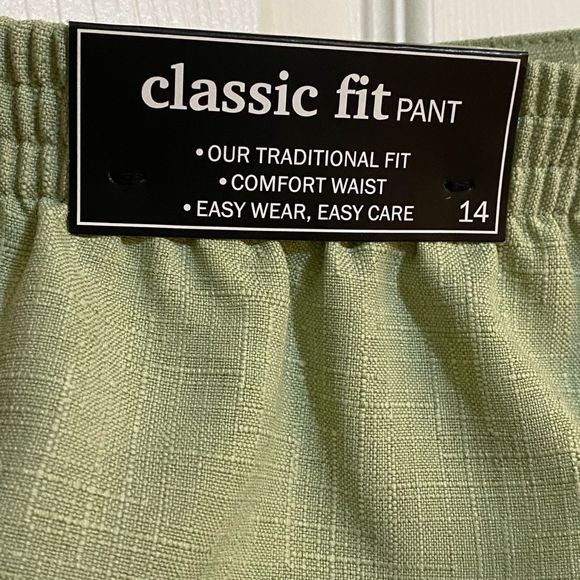 classic fit PANT
• OUR TRADITIONAL FIT
• COMFORT WAIST
• EASY WEAR, EASY CARE 14